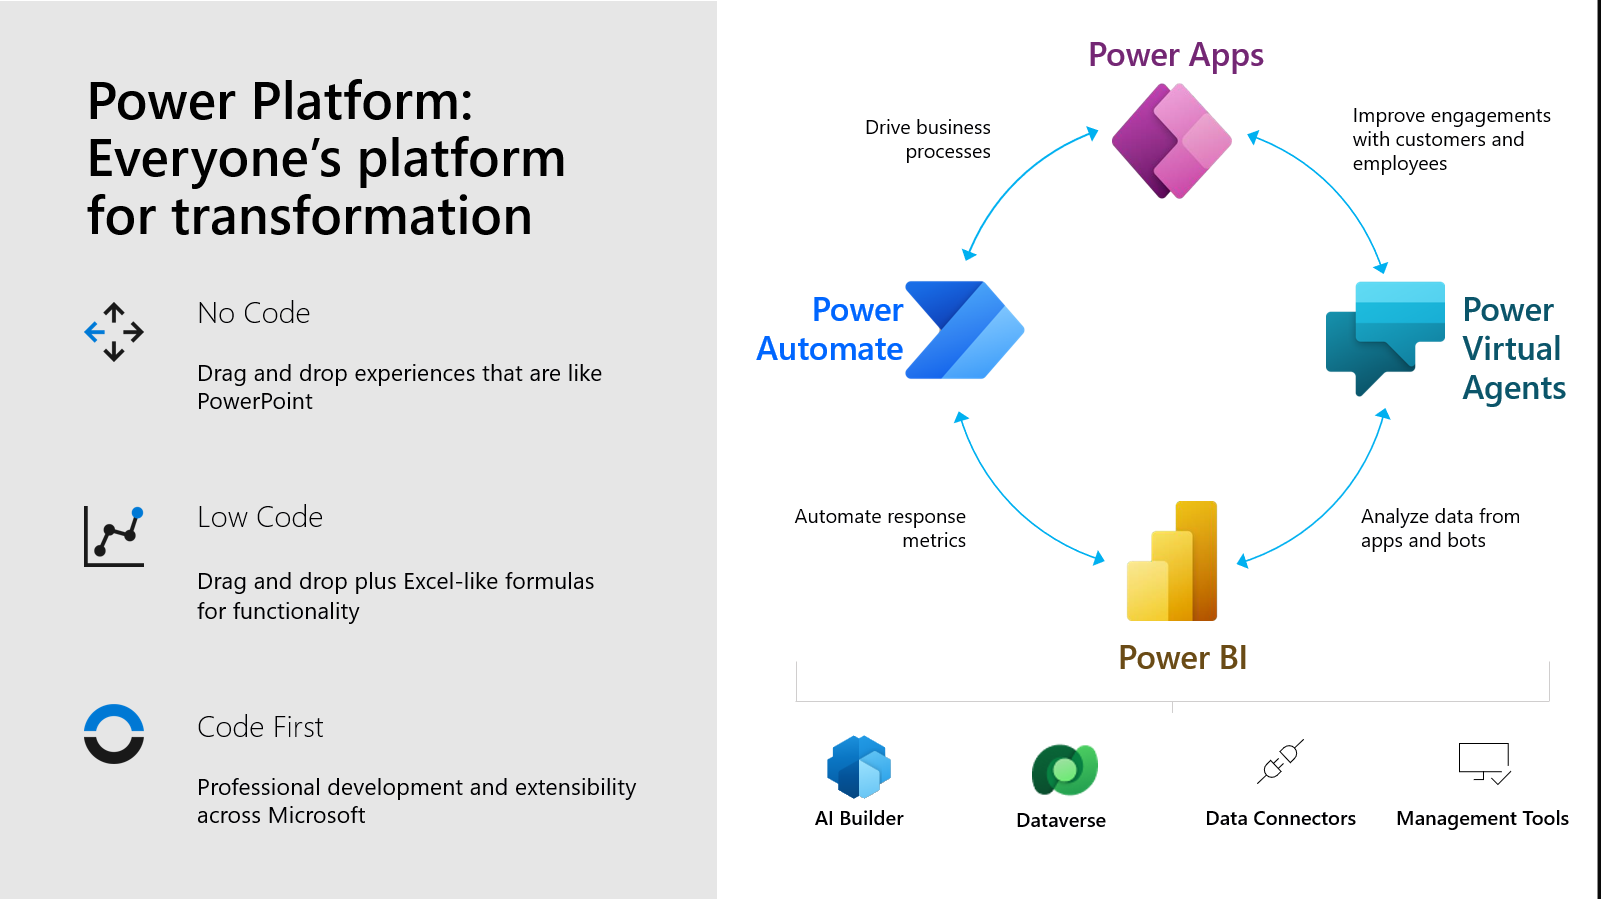 Power Platform:
Everyone’s platform
for transformation
No Code
Drag and drop experiences that are like
PowerPoint
Low Code
Drag and drop plus Excel-like formulas
for functionality
Code First
Professional development and extensibility
across Microsoft
Power Apps
Drive business
processes
Improve engagements
with customers and
employees
Power
Automate
Power
Virtual
Agents
Automate response
metrics
Analyze data from
apps and bots
Power BI
AI Builder
Dataverse
Data Connectors
Management Tools